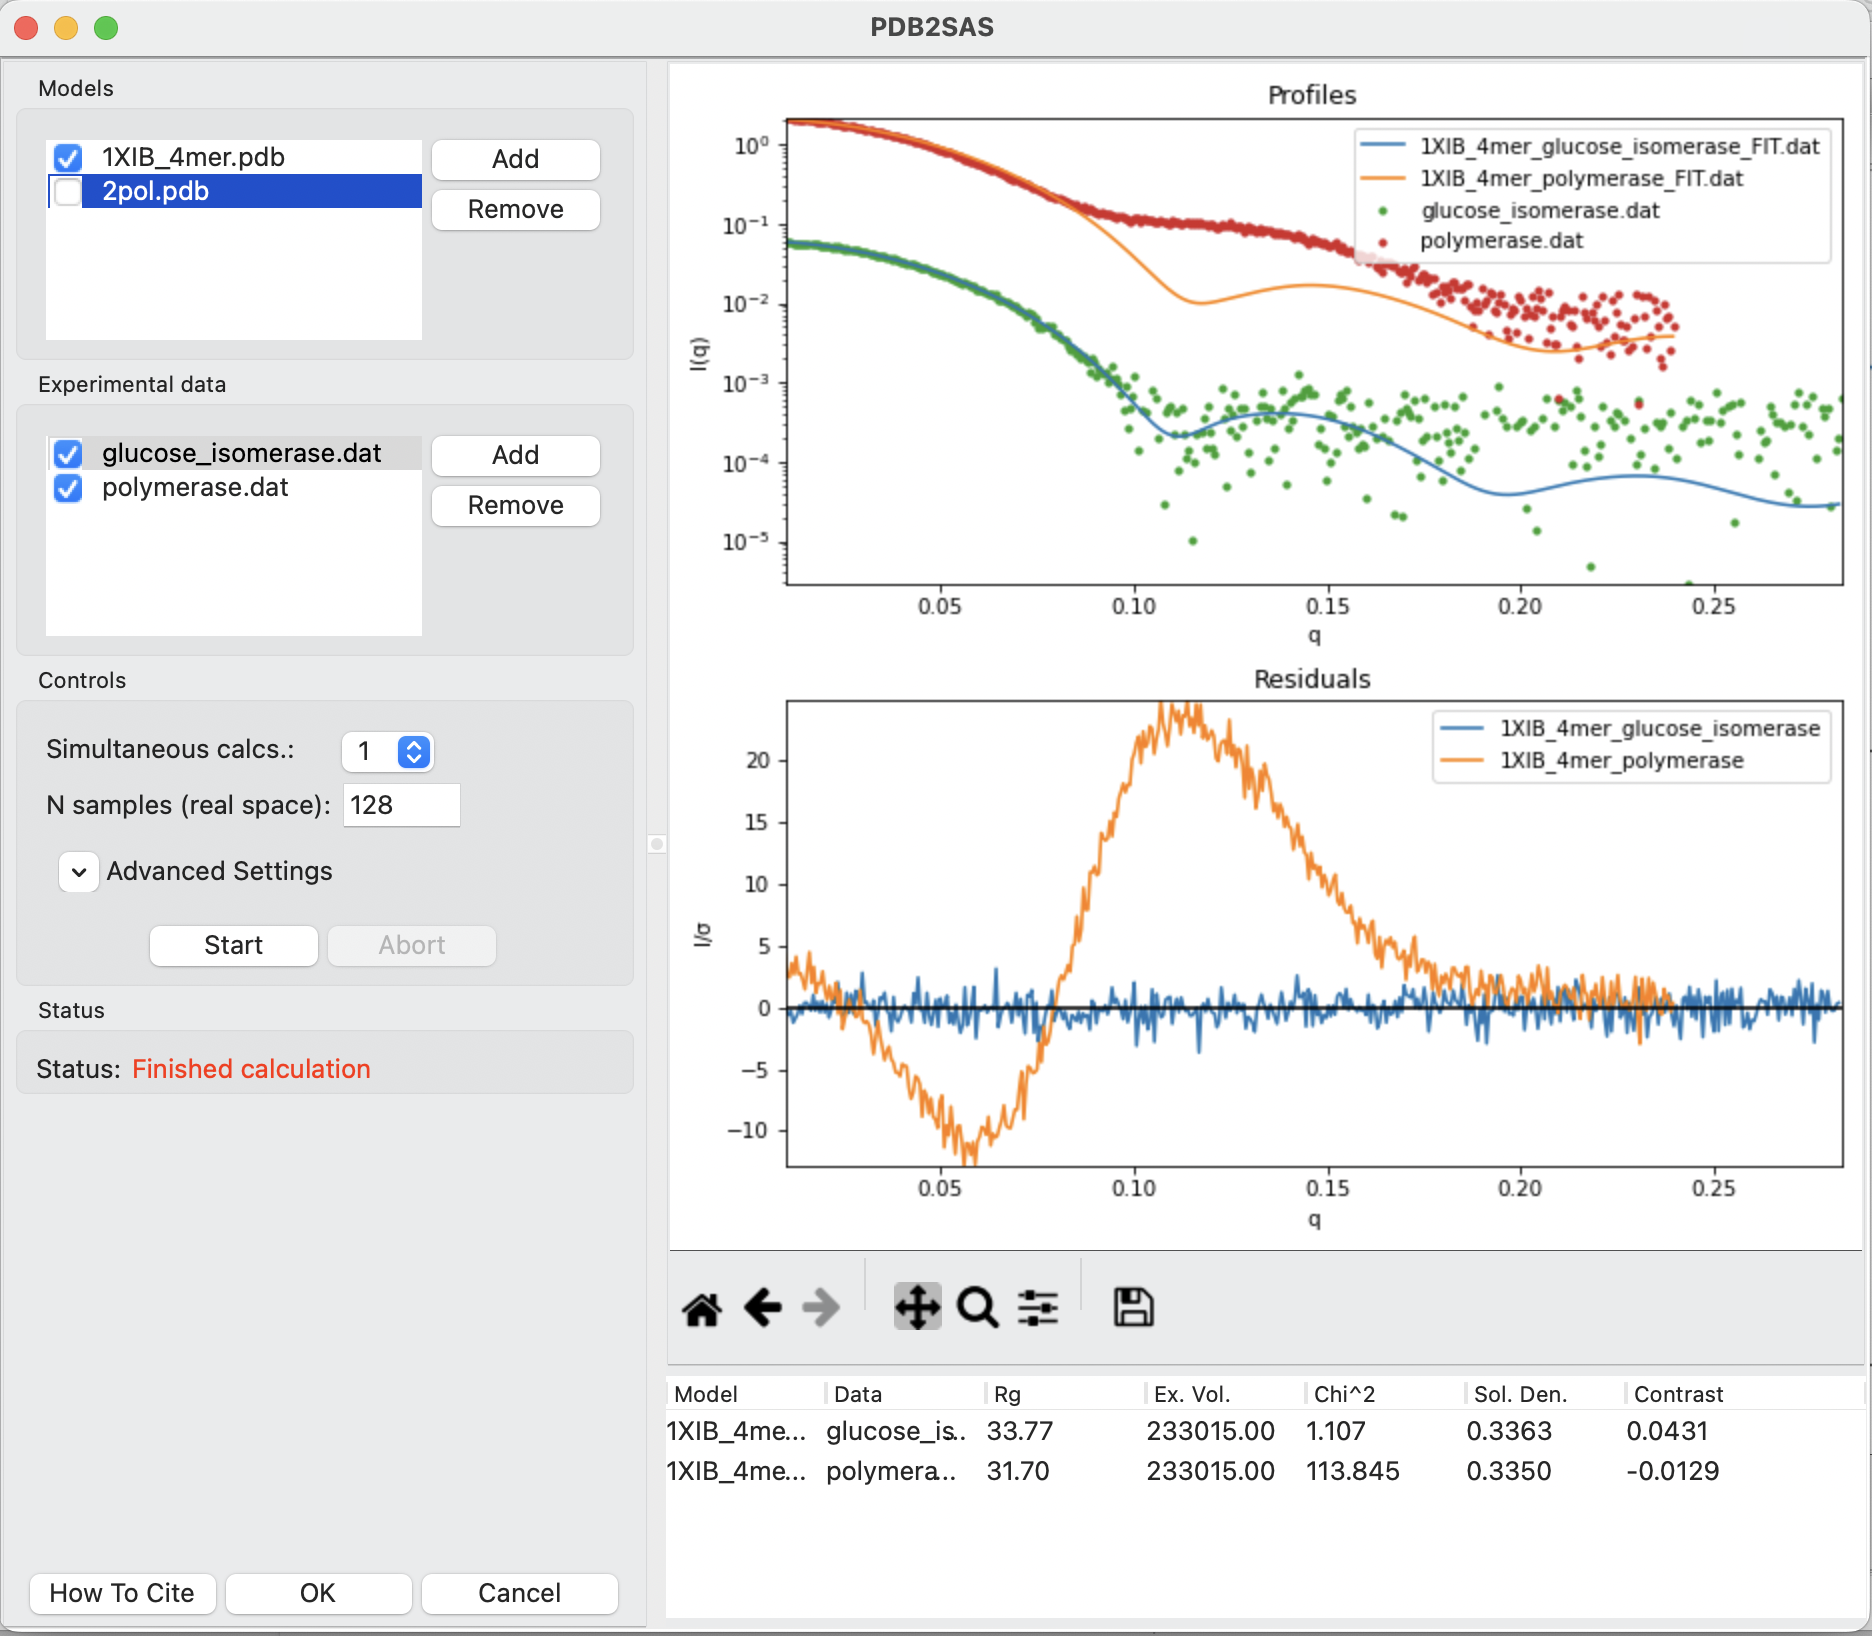 PDB2SAS
Models
1XIB_4mer.pdb
2pol.pdb
Add
Remove
Experimental data
glucose_isomerase.dat
polymerase.dat
Add
Remove
Controls
Simultaneous calcs.: 1
N samples (real space): 128
Advanced Settings
Start Abort
Status
Status: Finished calculation
How To Cite OK Cancel
Profiles
1XIB_4mer_glucose_isomerase_FIT.dat
1XIB_4mer_polymerase_FIT.dat
glucose_isomerase.dat
polymerase.dat
I(q)
10⁰
10⁻¹
10⁻²
10⁻³
10⁻⁴
10⁻⁵
0.05 0.10 0.15 0.20 0.25
q
Residuals
1XIB_4mer_glucose_isomerase
1XIB_4mer_polymerase
I/σ
20
15
10
5
0
−5
−10
0.05 0.10 0.15 0.20 0.25
q
Model Data Rg Ex. Vol. Chi^2 Sol. Den. Contrast
1XIB_4me... glucose_is... 33.77 233015.00 1.107 0.3363 0.0431
1XIB_4me... polymera... 31.70 233015.00 113.845 0.3350 -0.0129